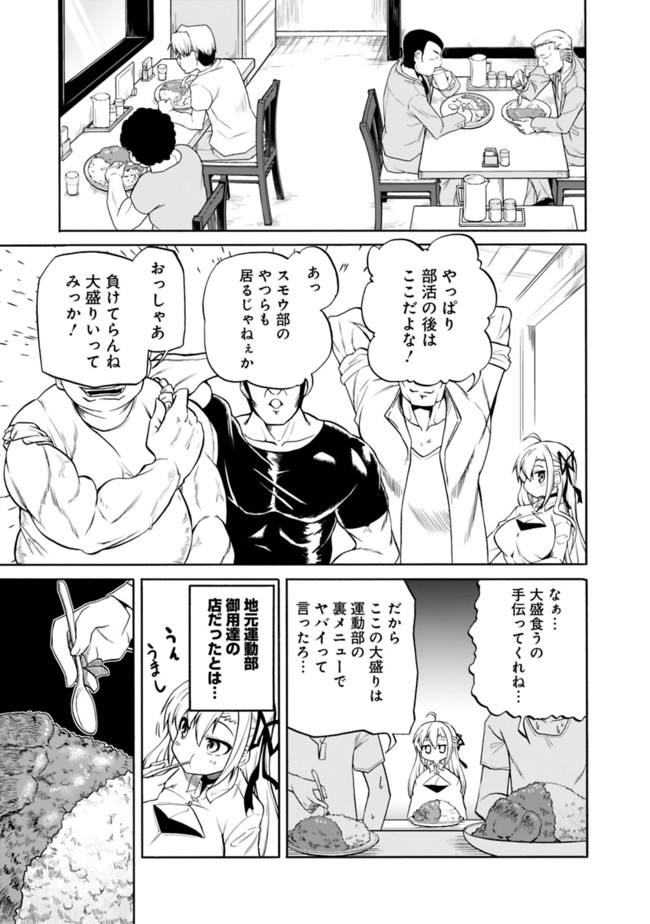 やっぱり
部活の後は
ここだよな！
あっ
スモウ部の
やつらも
居るじゃねぇか
おっしゃあ
負けてらんね
大盛りいって
みっか！
なぁ…
大盛食うの
手伝ってくれね…
だから
ここの大盛りは
運動部の
裏メニューで
ヤバイって
言ったろ…
地元運動部
御用達の
店だったとは…
うん
うまし